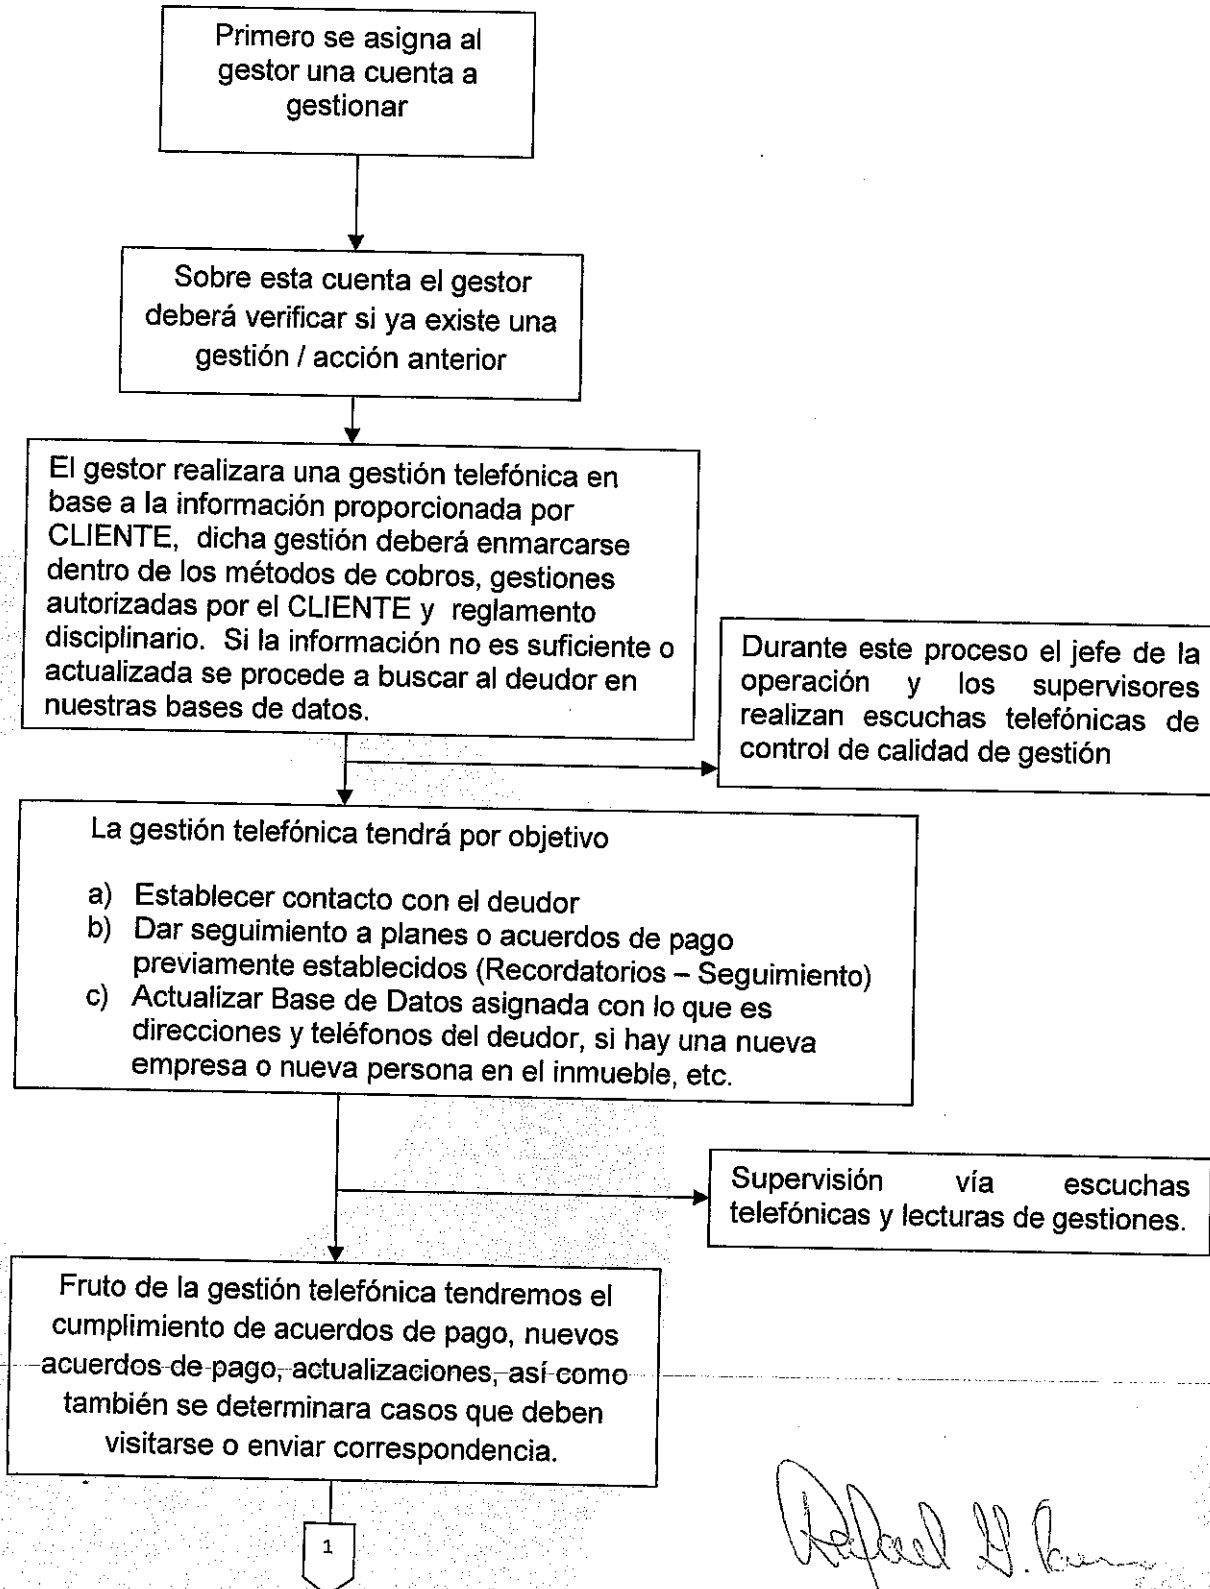 Primero se asigna al
gestor una cuenta a
gestionar
Sobre esta cuenta el gestor
deberá verificar si ya existe una
gestión / acción anterior
El gestor realizara una gestión telefónica en
base a la información proporcionada por
CLIENTE, dicha gestión deberá enmarcarse
dentro de los métodos de cobros, gestiones
autorizadas por el CLIENTE y reglamento
disciplinario. Si la información no es suficiente o
actualizada se procede a buscar al deudor en
nuestras bases de datos.
Durante este proceso el jefe de la
operación y los supervisores
realizan escuchas telefónicas de
control de calidad de gestión
La gestión telefónica tendrá por objetivo
a) Establecer contacto con el deudor
b) Dar seguimiento a planes o acuerdos de pago
previamente establecidos (Recordatorios – Seguimiento)
c) Actualizar Base de Datos asignada con lo que es
direcciones y teléfonos del deudor, si hay una nueva
empresa o nueva persona en el inmueble, etc.
Supervisión vía escuchas
telefónicas y lecturas de gestiones.
Fruto de la gestión telefónica tendremos el
cumplimiento de acuerdos de pago, nuevos
acuerdos de pago, actualizaciones, así como
también se determinara casos que deben
visitarse o enviar correspondencia.
1
Rafael